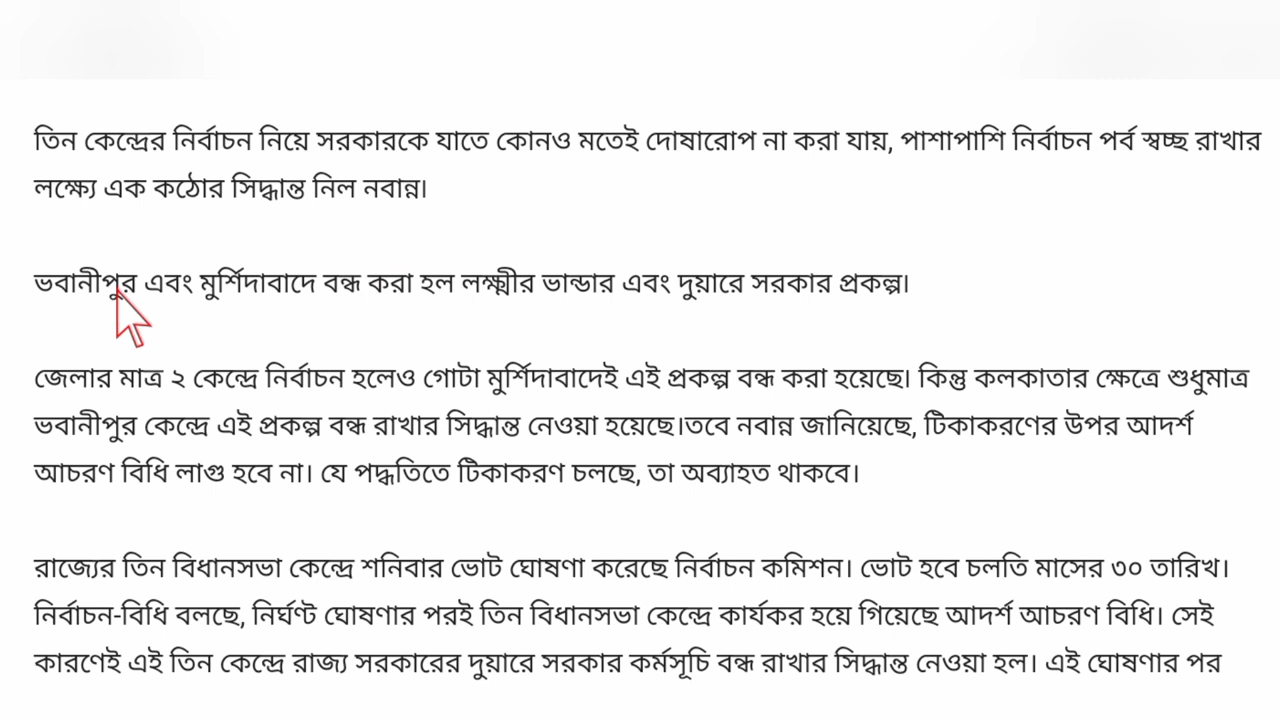 তিন কেন্দ্রের নির্বাচন নিয়ে সরকারকে যাতে কোনও মতেই দোষারোপ না করা যায়, পাশাপাশি নির্বাচন পর্ব স্বচ্ছ রাখার
লক্ষ্যে এক কঠোর সিদ্ধান্ত নিল নবান্ন।
ভবানীপুর এবং মুর্শিদাবাদে বন্ধ করা হল লক্ষ্মীর ভান্ডার এবং দুয়ারে সরকার প্রকল্প।
জেলার মাত্র ২ কেন্দ্রে নির্বাচন হলেও গোটা মুর্শিদাবাদেই এই প্রকল্প বন্ধ করা হয়েছে। কিন্তু কলকাতার ক্ষেত্রে শুধুমাত্র
ভবানীপুর কেন্দ্রে এই প্রকল্প বন্ধ রাখার সিদ্ধান্ত নেওয়া হয়েছে।তবে নবান্ন জানিয়েছে, টিকাকরণের উপর আদর্শ
আচরণ বিধি লাগু হবে না। যে পদ্ধতিতে টিকাকরণ চলছে, তা অব্যাহত থাকবে।
রাজ্যের তিন বিধানসভা কেন্দ্রে শনিবার ভোট ঘোষণা করেছে নির্বাচন কমিশন। ভোট হবে চলতি মাসের ৩০ তারিখ।
নির্বাচন-বিধি বলছে, নির্ঘণ্ট ঘোষণার পরই তিন বিধানসভা কেন্দ্রে কার্যকর হয়ে গিয়েছে আদর্শ আচরণ বিধি। সেই
কারণেই এই তিন কেন্দ্রে রাজ্য সরকারের দুয়ারে সরকার কর্মসূচি বন্ধ রাখার সিদ্ধান্ত নেওয়া হল। এই ঘোষণার পর